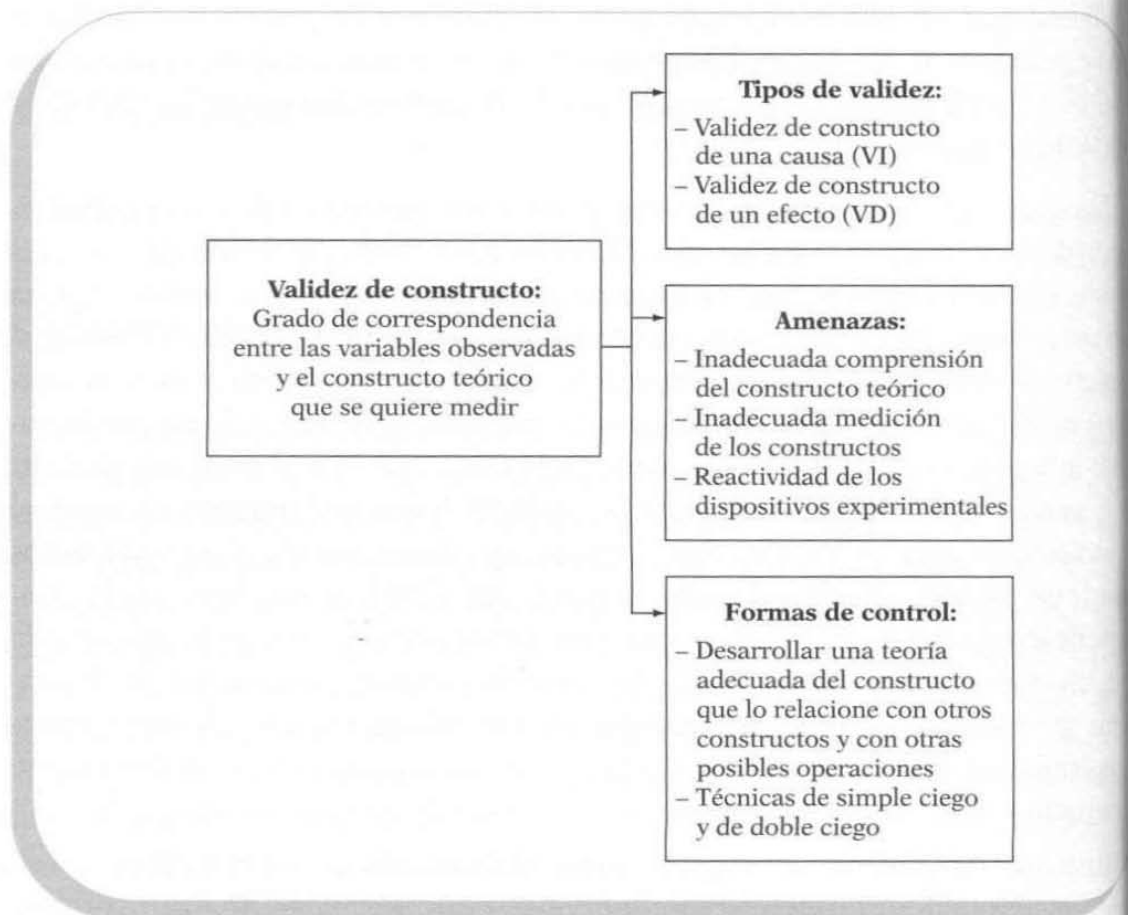 Validez de constructo:
Grado de correspondencia
entre las variables observadas
y el constructo teórico
que se quiere medir
Tipos de validez:
– Validez de constructo
de una causa (VI)
– Validez de constructo
de un efecto (VD)
Amenazas:
– Inadecuada comprensión
del constructo teórico
– Inadecuada medición
de los constructos
– Reactividad de los
dispositivos experimentales
Formas de control:
– Desarrollar una teoría
adecuada del constructo
que lo relacione con otros
constructos y con otras
posibles operaciones
– Técnicas de simple ciego
y de doble ciego